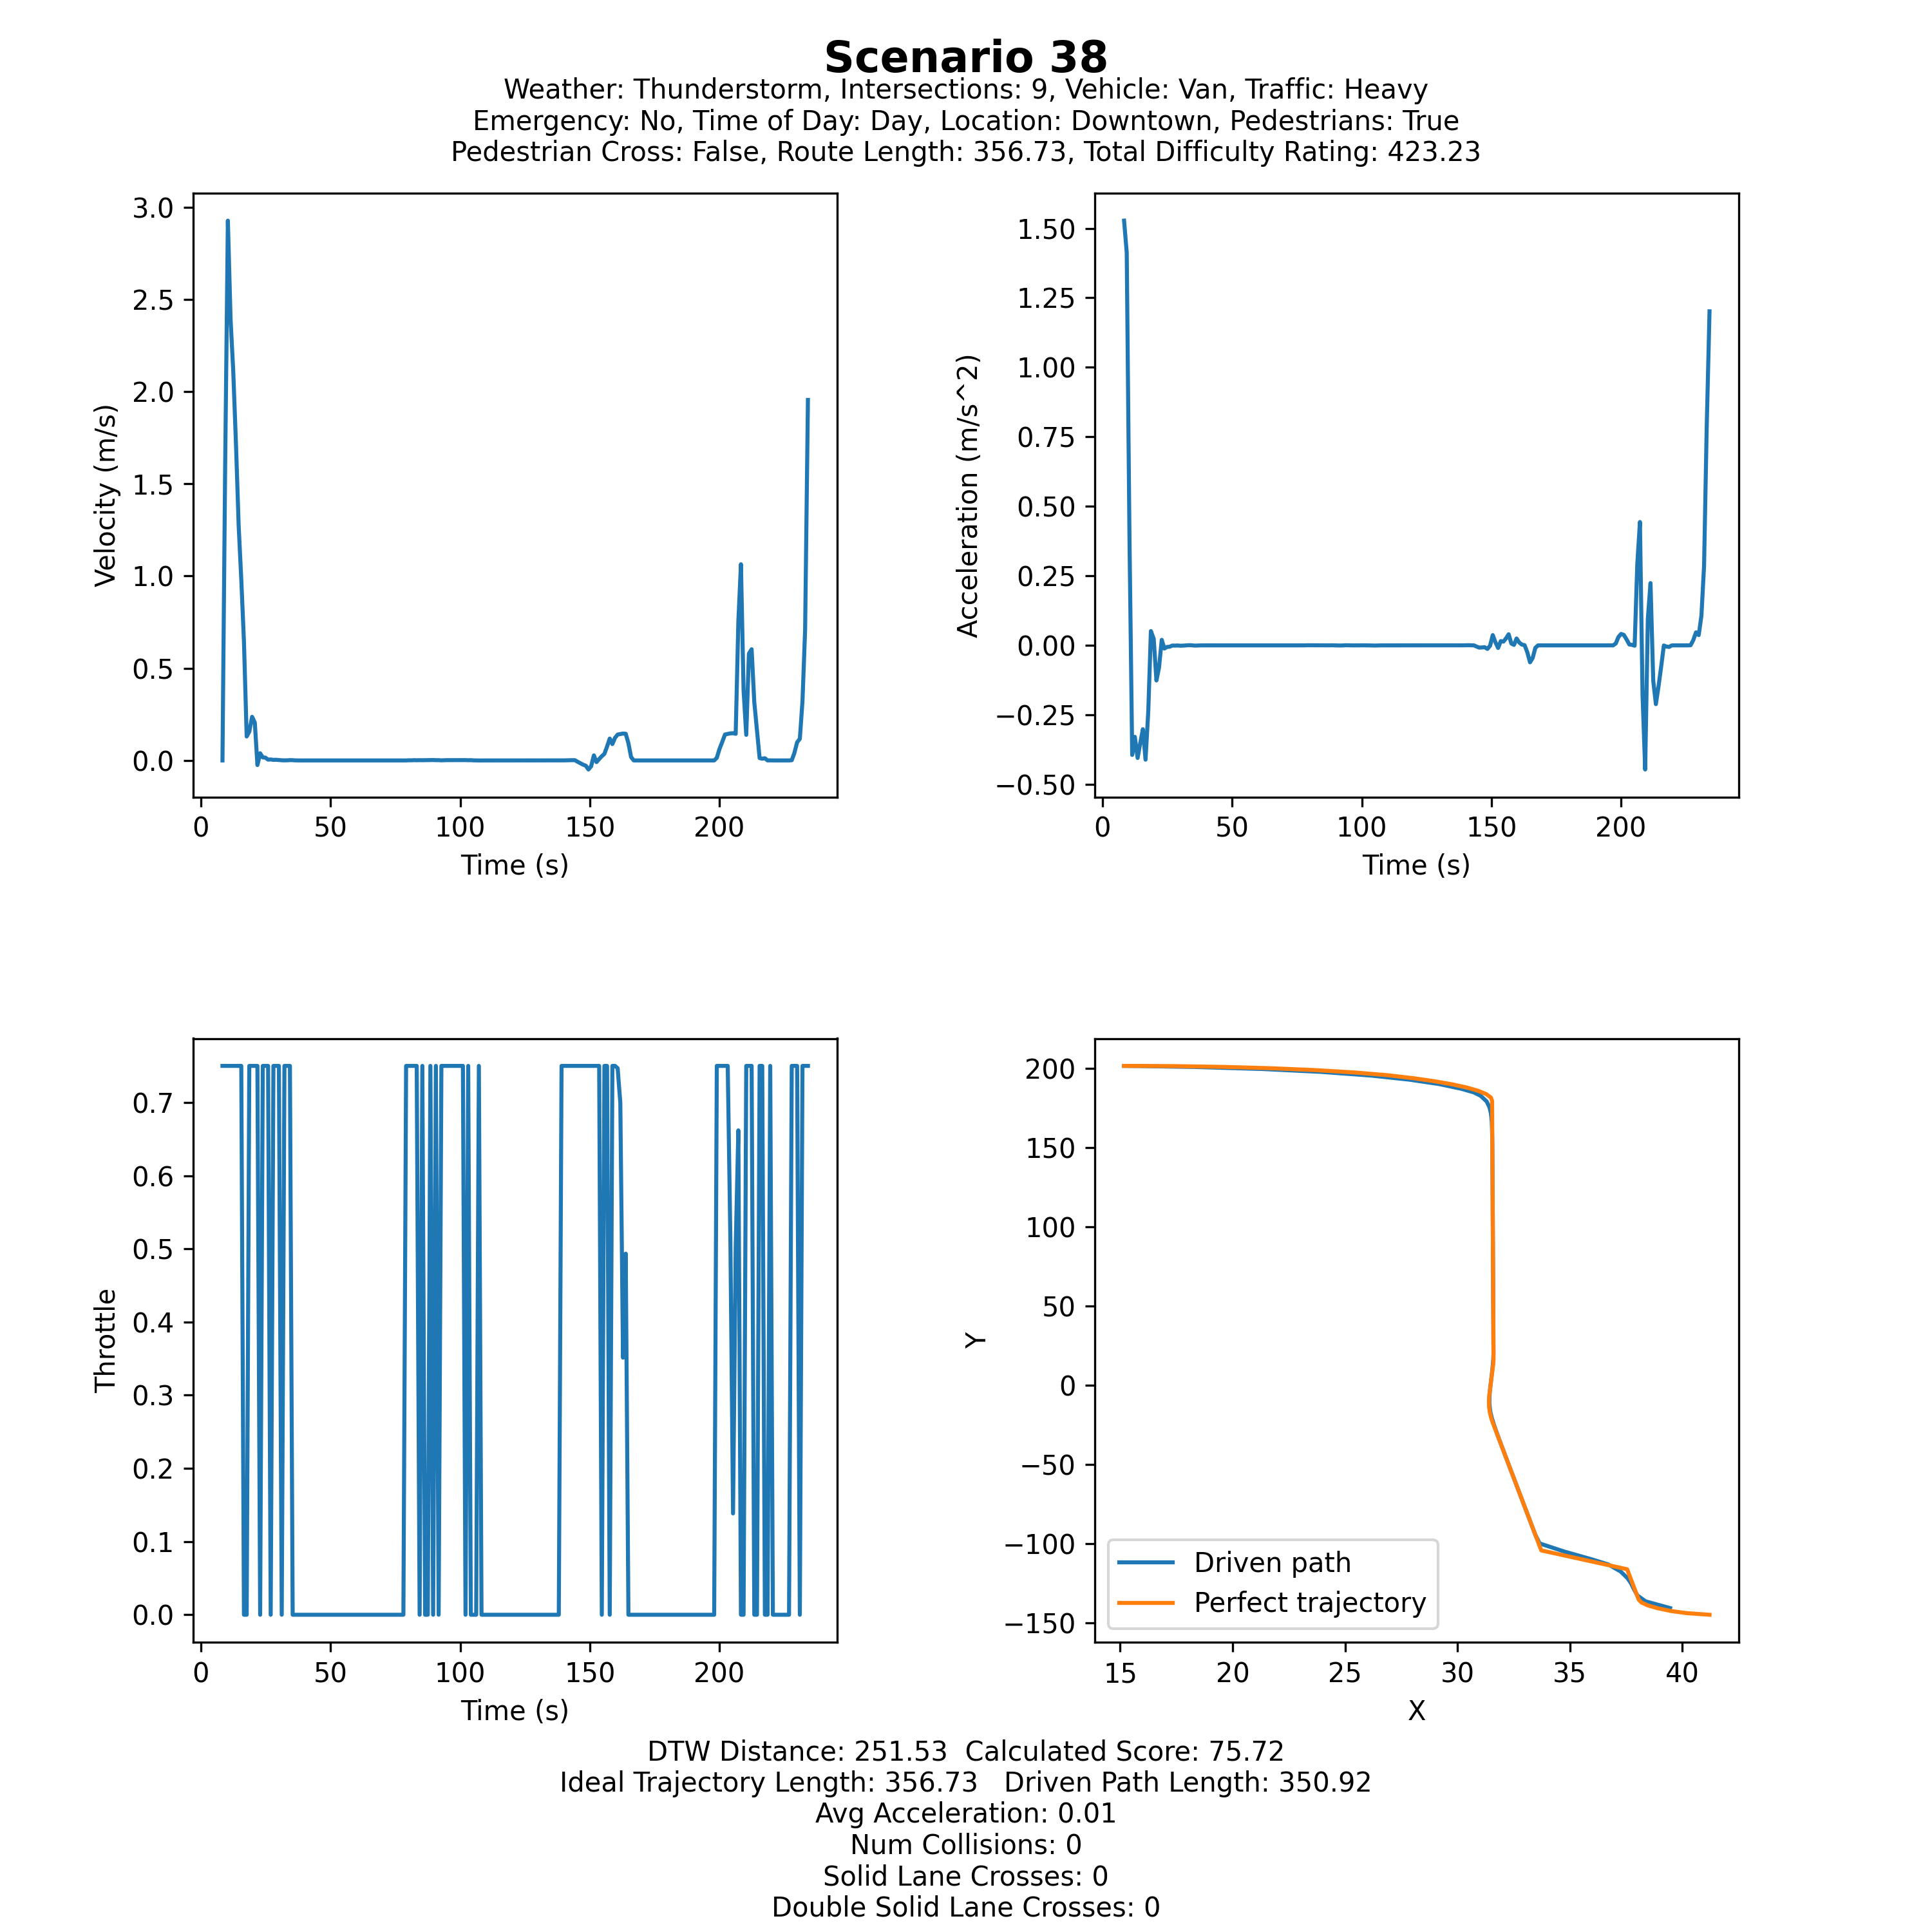 Scenario 38
Weather: Thunderstorm, Intersections: 9, Vehicle: Van, Traffic: Heavy
Emergency: No, Time of Day: Day, Location: Downtown, Pedestrians: True
Pedestrian Cross: False, Route Length: 356.73, Total Difficulty Rating: 423.23
Velocity (m/s)
3.0
2.5
2.0
1.5
1.0
0.5
0.0
0 50 100 150 200
Time (s)
Acceleration (m/s^2)
1.50
1.25
1.00
0.75
0.50
0.25
0.00
−0.25
−0.50
0 50 100 150 200
Time (s)
Throttle
0.7
0.6
0.5
0.4
0.3
0.2
0.1
0.0
0 50 100 150 200
Time (s)
Y
200
150
100
50
0
−50
−100
−150
Driven path
Perfect trajectory
15 20 25 30 35 40
X
DTW Distance: 251.53 Calculated Score: 75.72
Ideal Trajectory Length: 356.73 Driven Path Length: 350.92
Avg Acceleration: 0.01
Num Collisions: 0
Solid Lane Crosses: 0
Double Solid Lane Crosses: 0